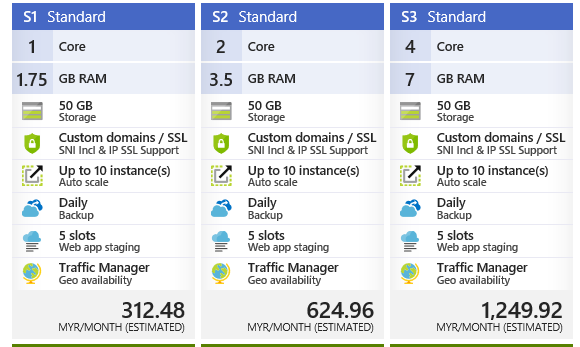 S1 Standard
1 Core
1.75 GB RAM
50 GB
Storage
Custom domains / SSL
SNI Incl & IP SSL Support
Up to 10 instance(s)
Auto scale
Daily
Backup
5 slots
Web app staging
Traffic Manager
Geo availability
312.48
MYR/MONTH (ESTIMATED)
S2 Standard
2 Core
3.5 GB RAM
50 GB
Storage
Custom domains / SSL
SNI Incl & IP SSL Support
Up to 10 instance(s)
Auto scale
Daily
Backup
5 slots
Web app staging
Traffic Manager
Geo availability
624.96
MYR/MONTH (ESTIMATED)
S3 Standard
4 Core
7 GB RAM
50 GB
Storage
Custom domains / SSL
SNI Incl & IP SSL Support
Up to 10 instance(s)
Auto scale
Daily
Backup
5 slots
Web app staging
Traffic Manager
Geo availability
1,249.92
MYR/MONTH (ESTIMATED)